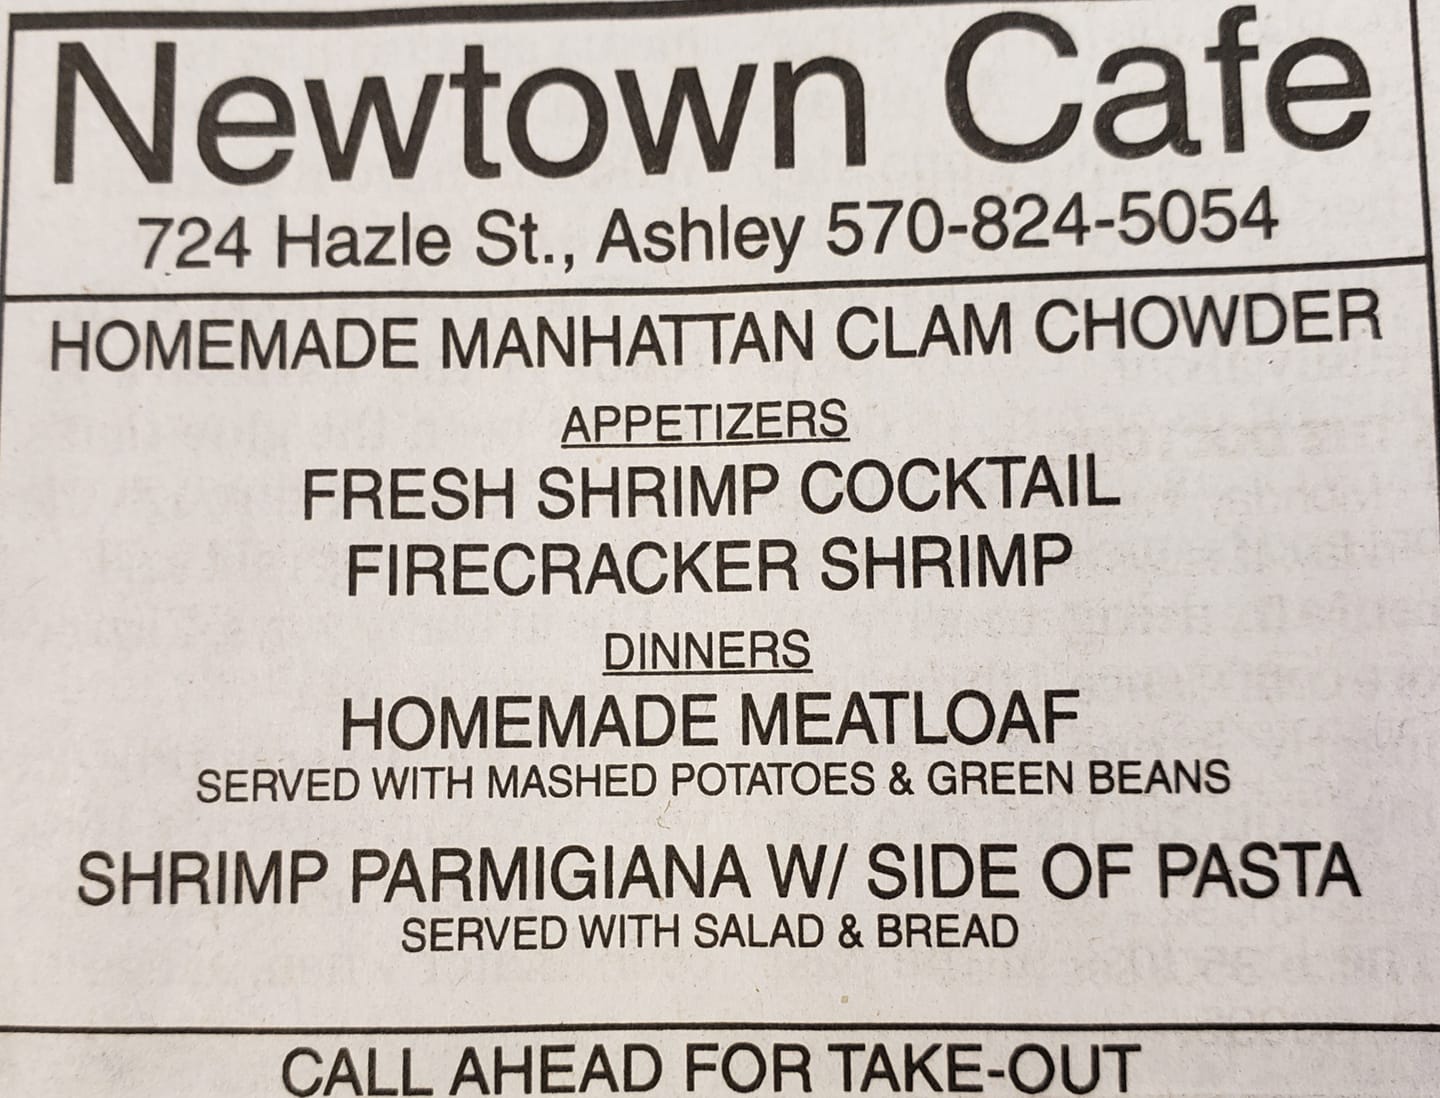 Newtown Cafe
724 Hazle St., Ashley 570-824-5054
HOMEMADE MANHATTAN CLAM CHOWDER
APPETIZERS
FRESH SHRIMP COCKTAIL
FIRECRACKER SHRIMP
DINNERS
HOMEMADE MEATLOAF
SERVED WITH MASHED POTATOES & GREEN BEANS
SHRIMP PARMIGIANA W/ SIDE OF PASTA
SERVED WITH SALAD & BREAD
CALL AHEAD FOR TAKE-OUT